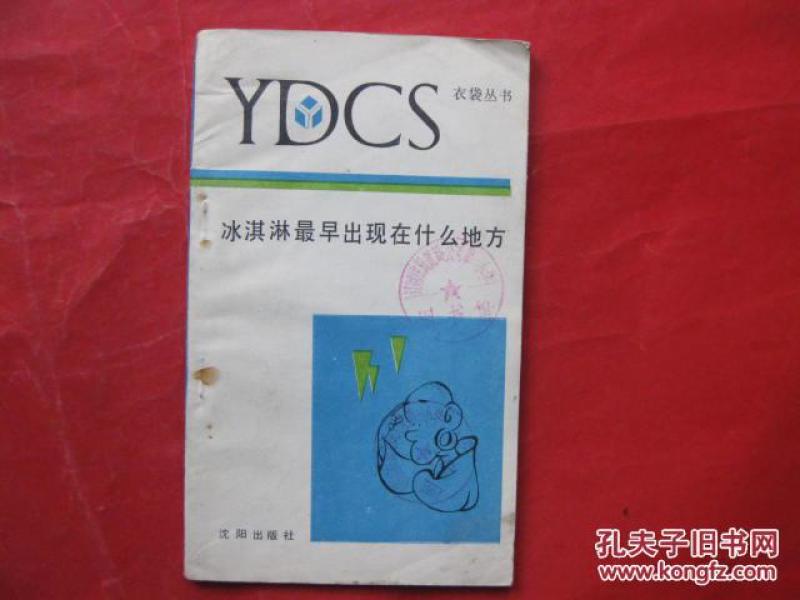 YDCS
衣袋丛书
冰淇淋最早出现在什么地方
沈阳出版社
孔夫子旧书网
www.kongfz.com